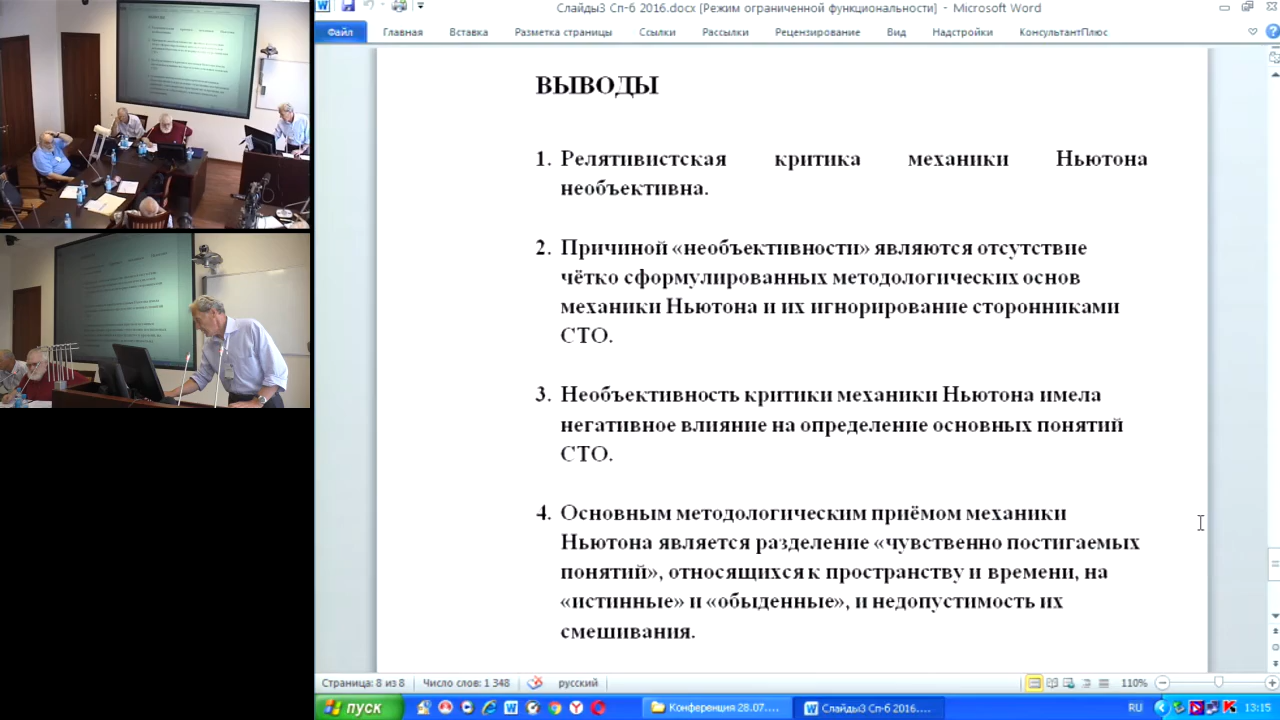 Слайды3 Сп-б 2016.docx [Режим ограниченной функциональности] - Microsoft Word
Файл Главная Вставка Разметка страницы Ссылки Рассылки Рецензирование Вид Надстройки КонсультантПлюс
ВЫВОДЫ
1. Релятивистская критика механики Ньютона
необъективна.
2. Причиной «необъективности» являются отсутствие
чётко сформулированных методологических основ
механики Ньютона и их игнорирование сторонниками
СТО.
3. Необъективность критики механики Ньютона имела
негативное влияние на определение основных понятий
СТО.
4. Основным методологическим приёмом механики
Ньютона является разделение «чувственно постигаемых
понятий», относящихся к пространству и времени, на
«истинные» и «обыденные», и недопустимость их
смешивания.
Страница: 8 из 8 Число слов: 1 348 русский 110%
пуск Конференция 28.07.... Слайды3 Сп-б 2016.... RU 13:15